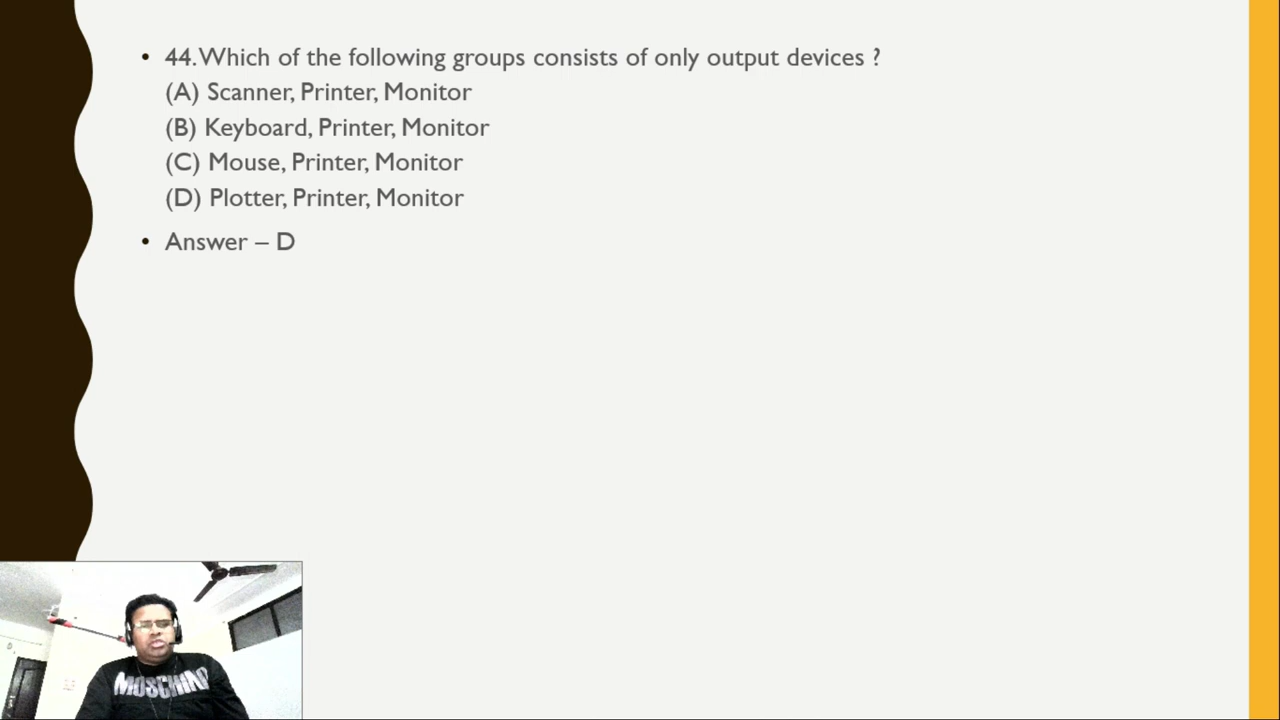 • 44.Which of the following groups consists of only output devices ?
(A) Scanner, Printer, Monitor
(B) Keyboard, Printer, Monitor
(C) Mouse, Printer, Monitor
(D) Plotter, Printer, Monitor
• Answer – D
MOSCHINO